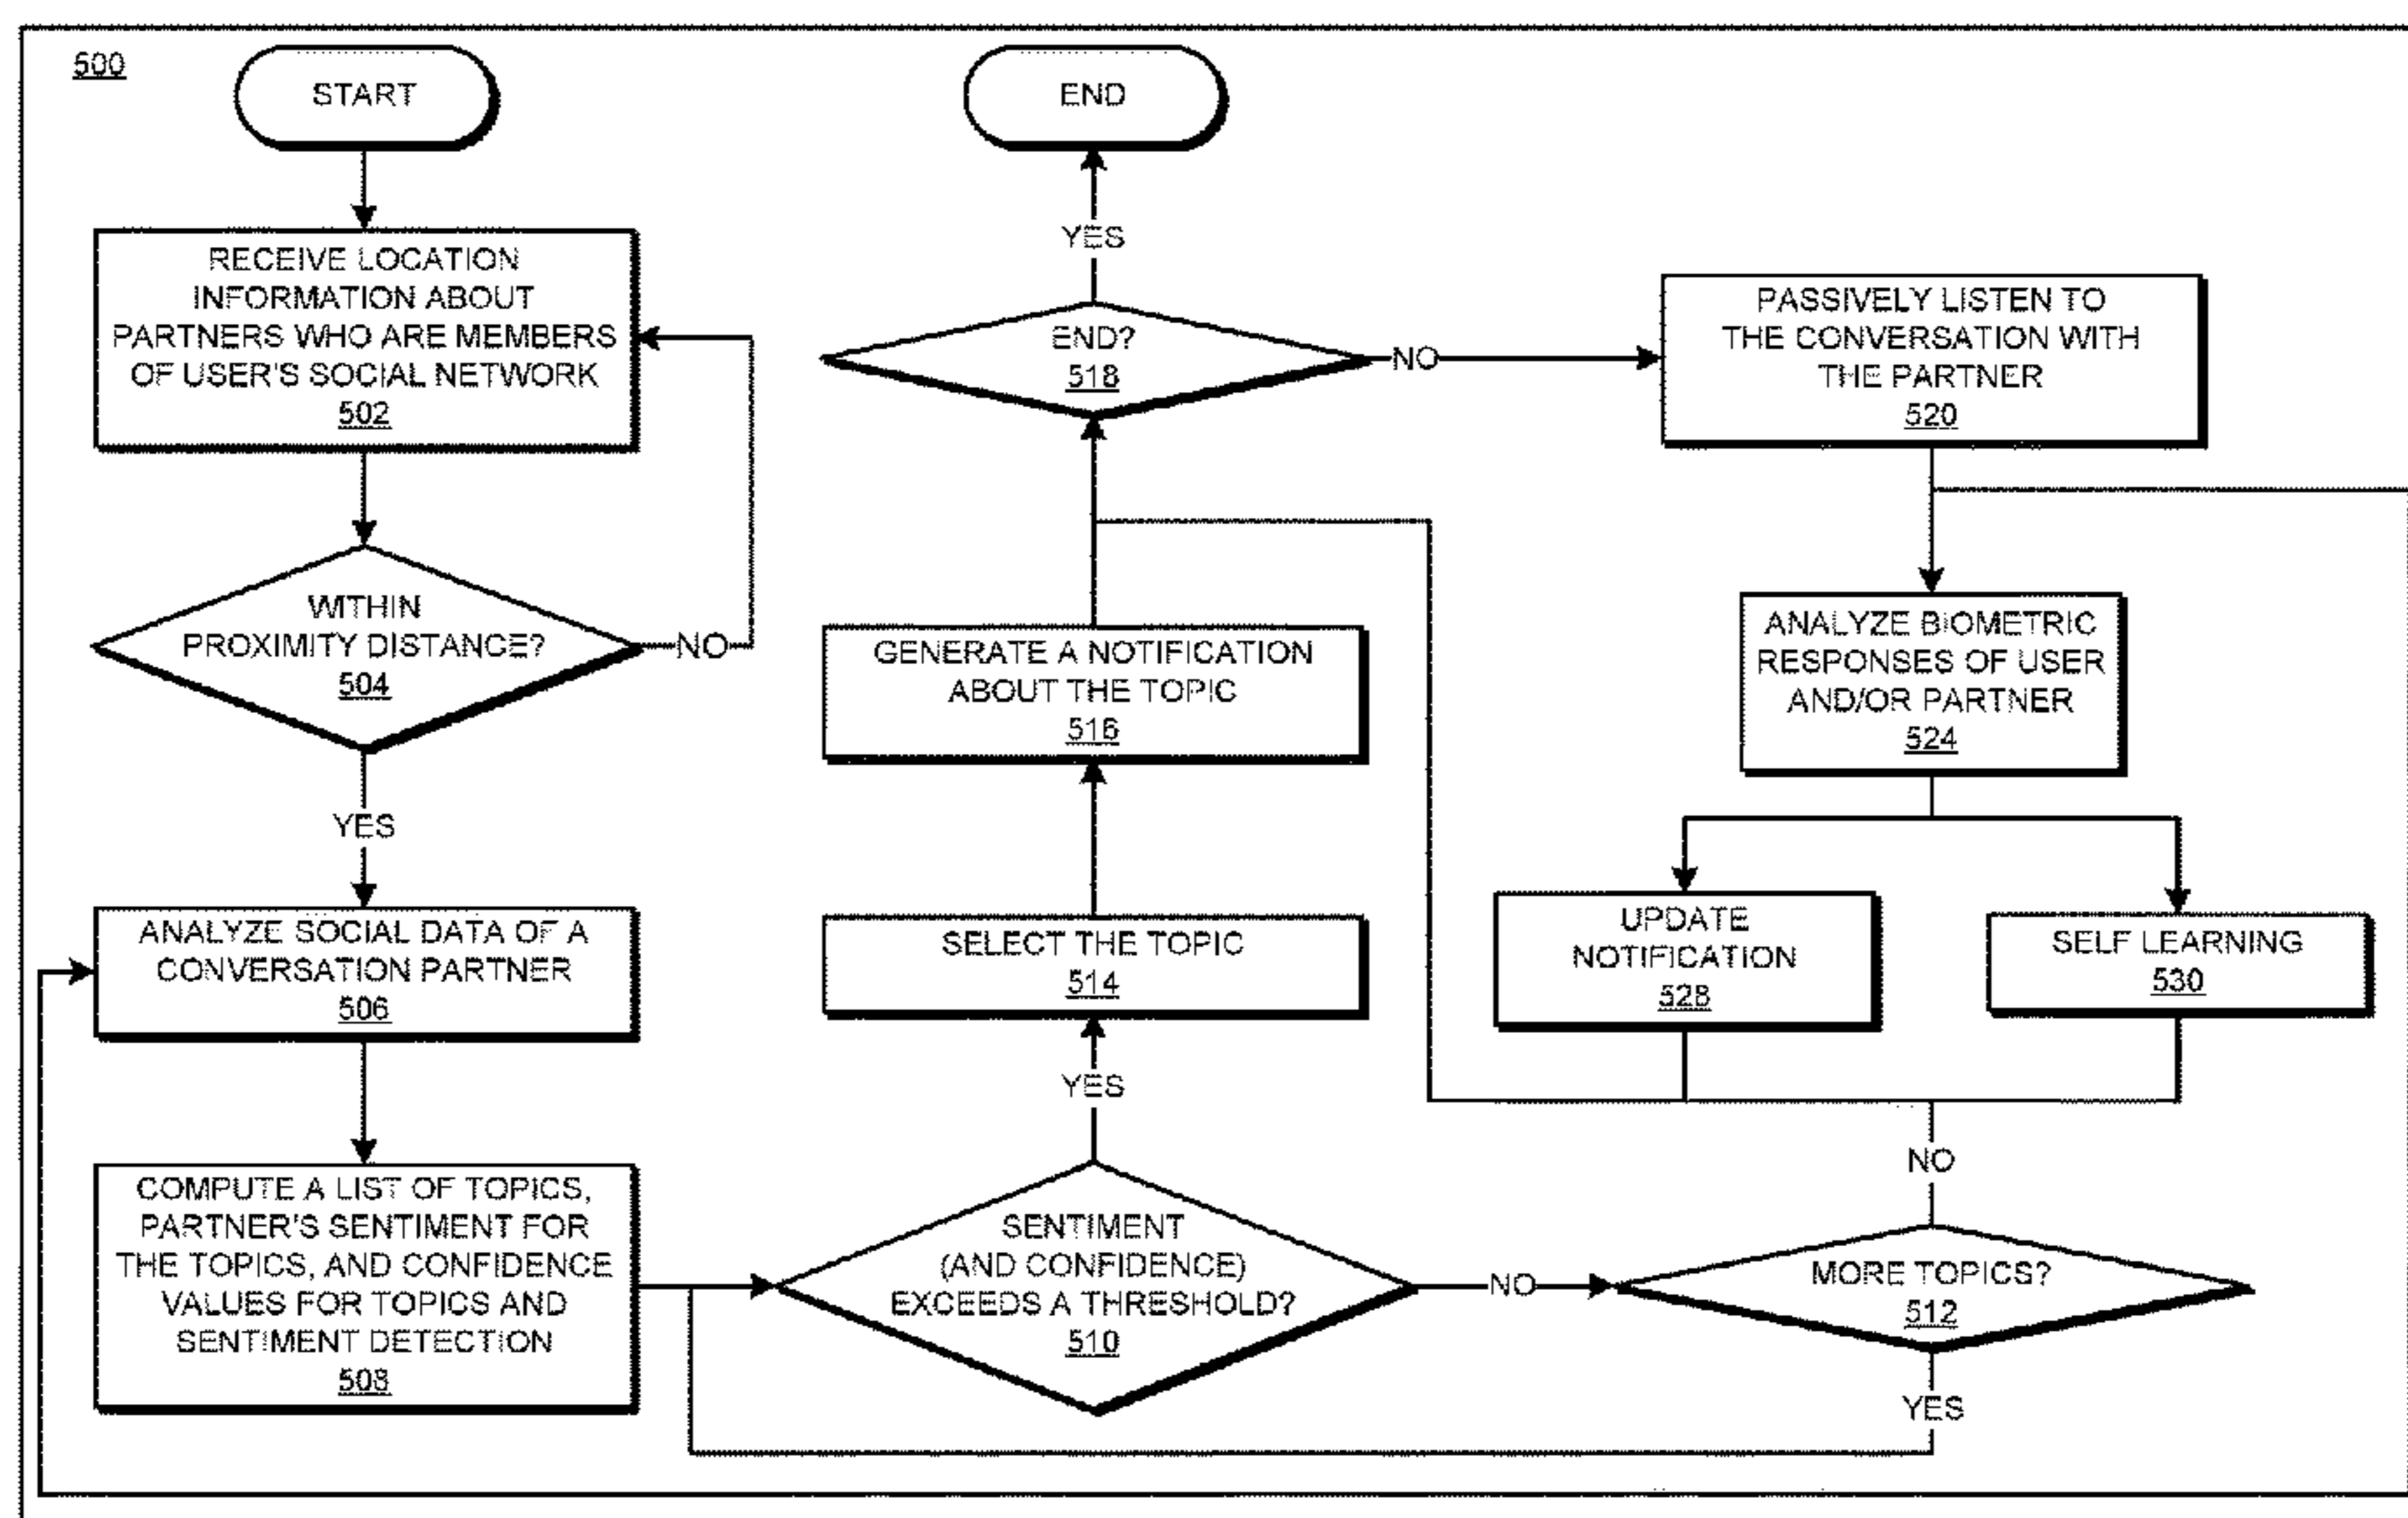 500
START
RECEIVE LOCATION
INFORMATION ABOUT
PARTNERS WHO ARE MEMBERS
OF USER'S SOCIAL NETWORK
502
WITHIN
PROXIMITY DISTANCE?
504
NO
YES
ANALYZE SOCIAL DATA OF A
CONVERSATION PARTNER
506
COMPUTE A LIST OF TOPICS,
PARTNER'S SENTIMENT FOR
THE TOPICS, AND CONFIDENCE
VALUES FOR TOPICS AND
SENTIMENT DETECTION
508
END
YES
END?
518
NO
GENERATE A NOTIFICATION
ABOUT THE TOPIC
516
SELECT THE TOPIC
514
YES
SENTIMENT
(AND CONFIDENCE)
EXCEEDS A THRESHOLD?
510
NO
PASSIVELY LISTEN TO
THE CONVERSATION WITH
THE PARTNER
520
ANALYZE BIOMETRIC
RESPONSES OF USER
AND/OR PARTNER
524
UPDATE
NOTIFICATION
528
SELF LEARNING
530
NO
MORE TOPICS?
512
YES